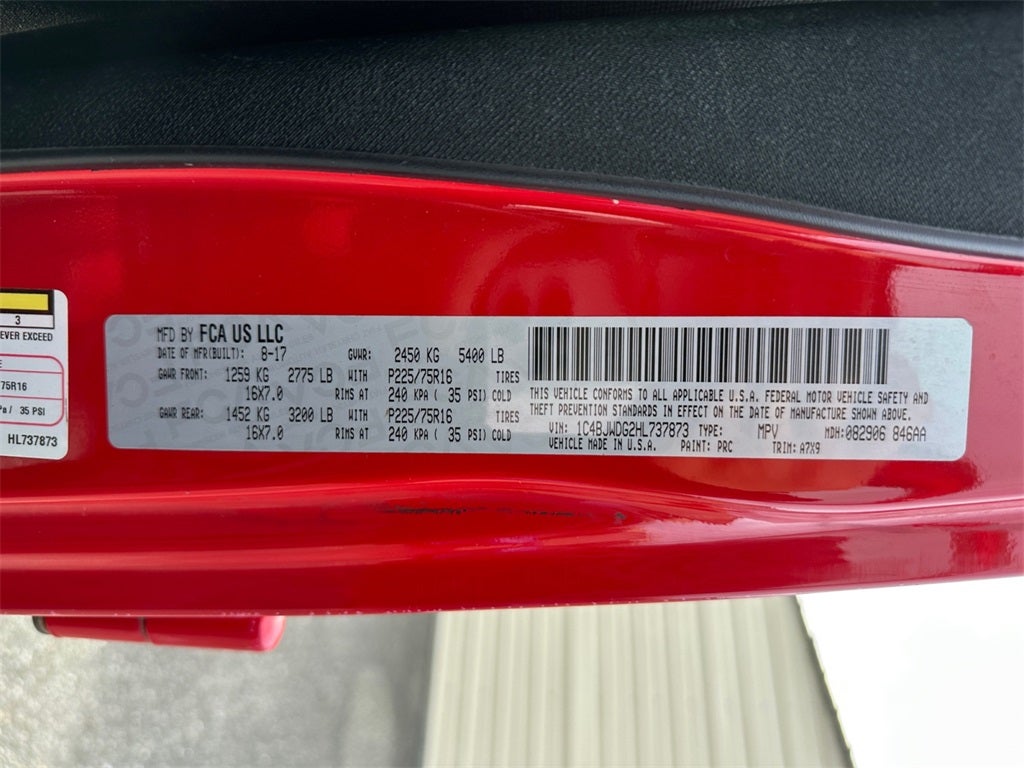 3
EVER EXCEED
75R16
/ 35 PSI
HL737873
MFD BY FCA US LLC
DATE OF MFR(BUILT): 8-17 GVWR: 2450 KG 5400 LB
GAWR FRONT: 1259 KG 2775 LB WITH P225/75R16 TIRES
16X7.0 RIMS AT 240 KPA ( 35 PSI) COLD
GAWR REAR: 1452 KG 3200 LB WITH P225/75R16 TIRES
16X7.0 RIMS AT 240 KPA ( 35 PSI) COLD
THIS VEHICLE CONFORMS TO ALL APPLICABLE U.S.A. FEDERAL MOTOR VEHICLE SAFETY AND
THEFT PREVENTION STANDARDS IN EFFECT ON THE DATE OF MANUFACTURE SHOWN ABOVE.
VIN: 1C4BJWDG2HL737873 TYPE: MPV MDH: 082906 846AA
VEHICLE MADE IN U.S.A. PAINT: PRC TRIM: A7X9